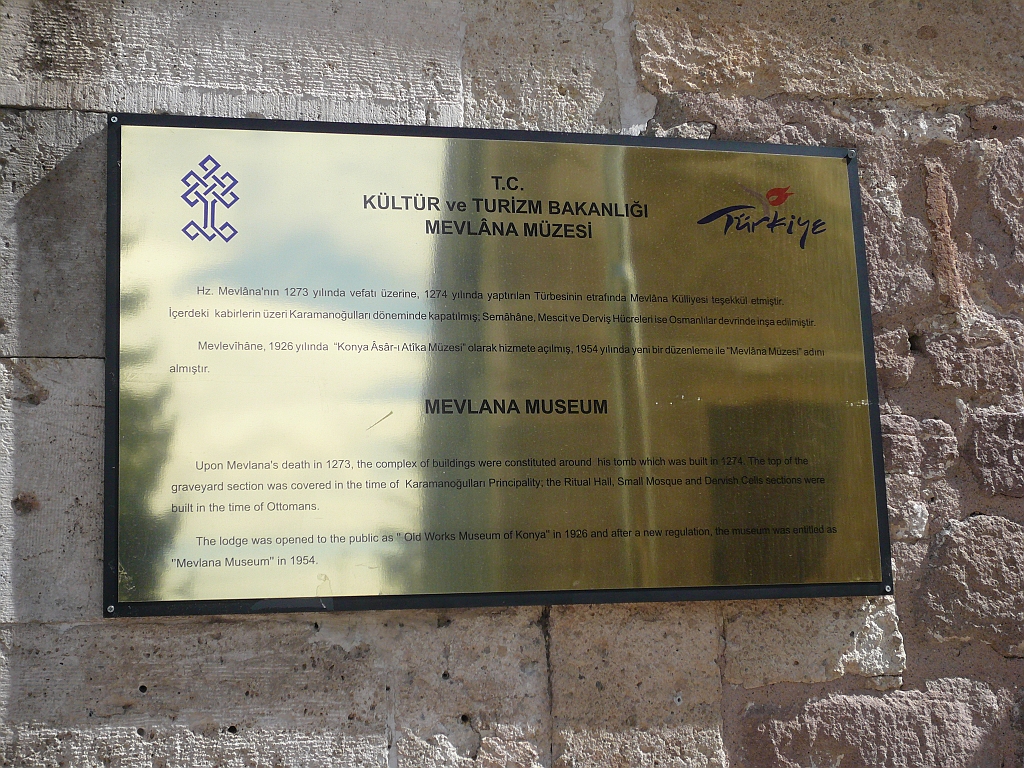 T.C.
KÜLTÜR ve TURİZM BAKANLIĞI
MEVLÂNA MÜZESİ
Türkiye
Hz. Mevlâna'nın 1273 yılında vefatı üzerine, 1274 yılında yaptırılan Türbesinin etrafında Mevlâna Külliyesi teşekkül etmiştir.
İçerdeki kabirlerin üzeri Karamanoğulları döneminde kapatılmış; Semâhâne, Mescit ve Derviş Hücreleri ise Osmanlılar devrinde inşa edilmiştir.
Mevlevîhâne, 1926 yılında "Konya Âsâr-ı Atîka Müzesi" olarak hizmete açılmış, 1954 yılında yeni bir düzenleme ile "Mevlâna Müzesi" adını
almıştır.
MEVLANA MUSEUM
Upon Mevlana's death in 1273, the complex of buildings were constituted around his tomb which was built in 1274. The top of the
graveyard section was covered in the time of Karamanoğulları Principality; the Ritual Hall, Small Mosque and Dervish Cells sections were
built in the time of Ottomans.
The lodge was opened to the public as " Old Works Museum of Konya" in 1926 and after a new regulation, the museum was entitled as
"Mevlana Museum" in 1954.